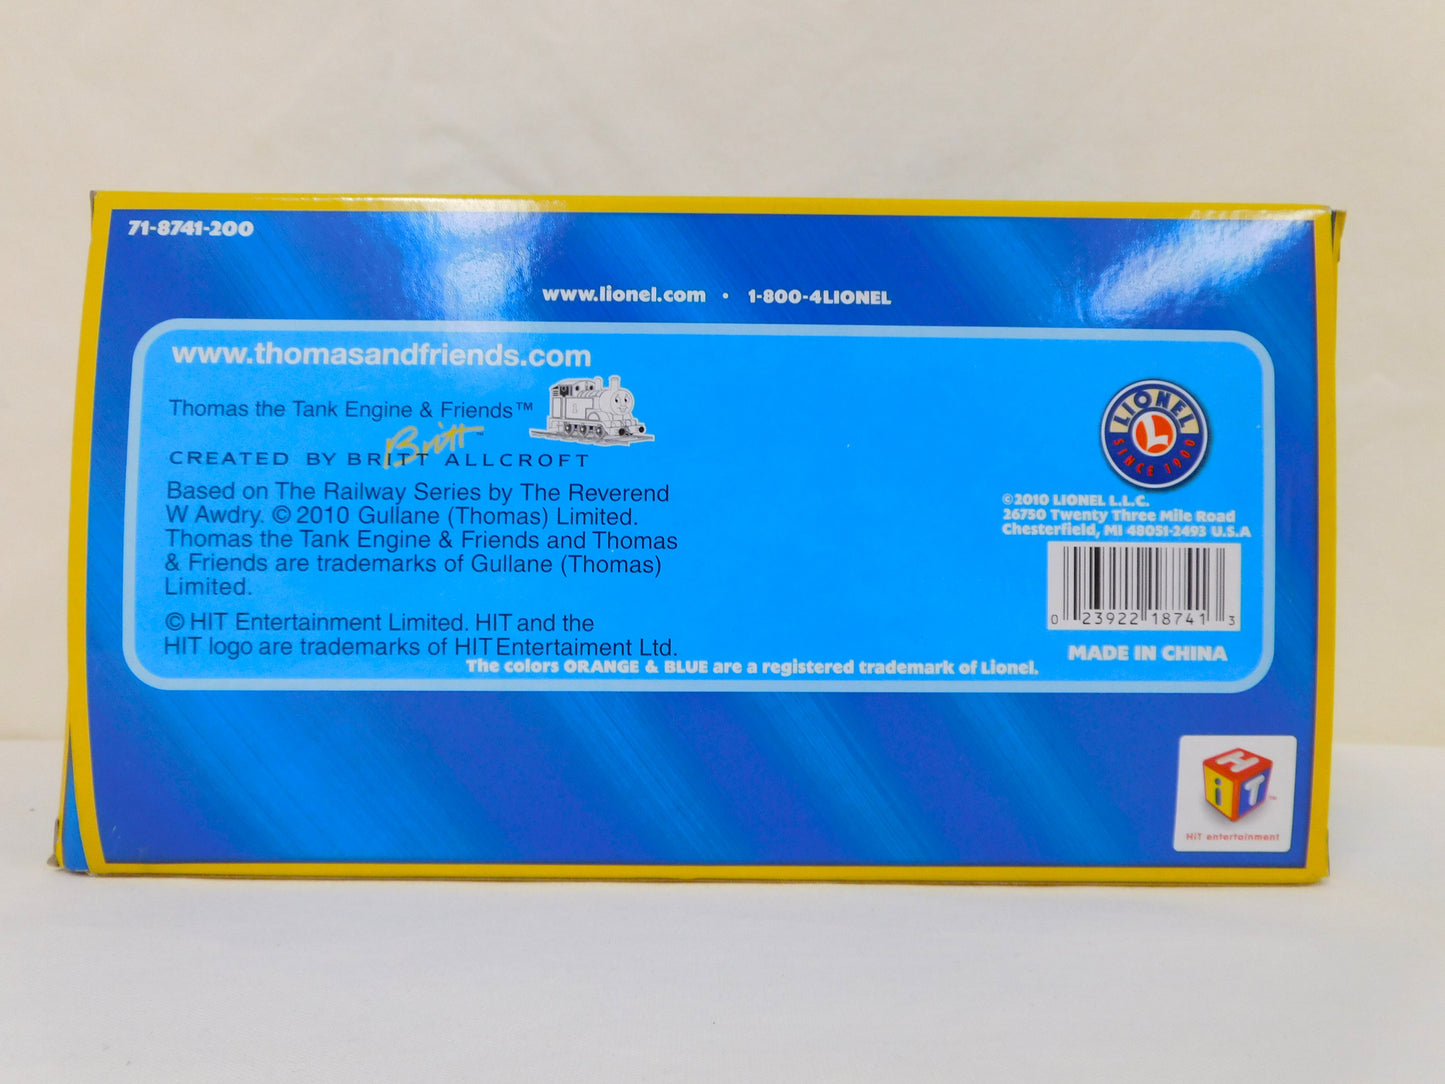 71-8741-200
www.lionel.com • 1-800-4LIONEL
www.thomasandfriends.com
Thomas the Tank Engine & Friends™
Britt™
CREATED BY BRITT ALLCROFT
Based on The Railway Series by The Reverend
W Awdry. © 2010 Gullane (Thomas) Limited.
Thomas the Tank Engine & Friends and Thomas
& Friends are trademarks of Gullane (Thomas)
Limited.
© HIT Entertainment Limited. HIT and the
HIT logo are trademarks of HIT Entertaiment Ltd.
The colors ORANGE & BLUE are a registered trademark of Lionel.
LIONEL
L
SINCE 1900
©2010 LIONEL L.L.C.
26750 Twenty Three Mile Road
Chesterfield, MI 48051-2493 U.S.A
0 23922 18741 3
MADE IN CHINA
HiT™
HiT entertainment